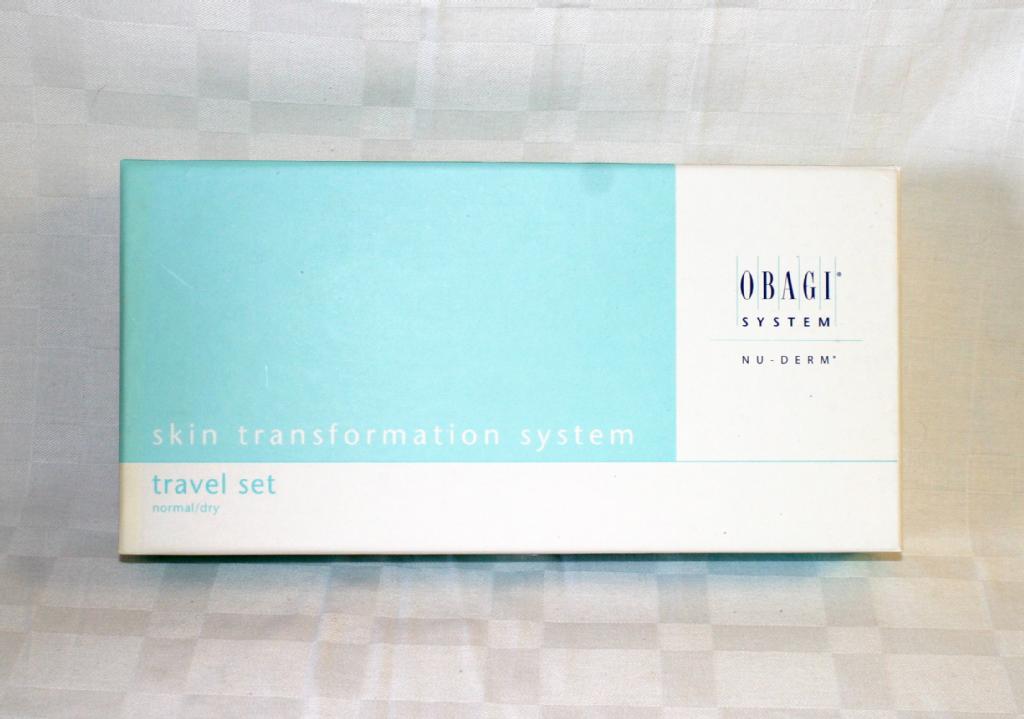 OBAGI®
SYSTEM
NU-DERM®
skin transformation system
travel set
normal/dry